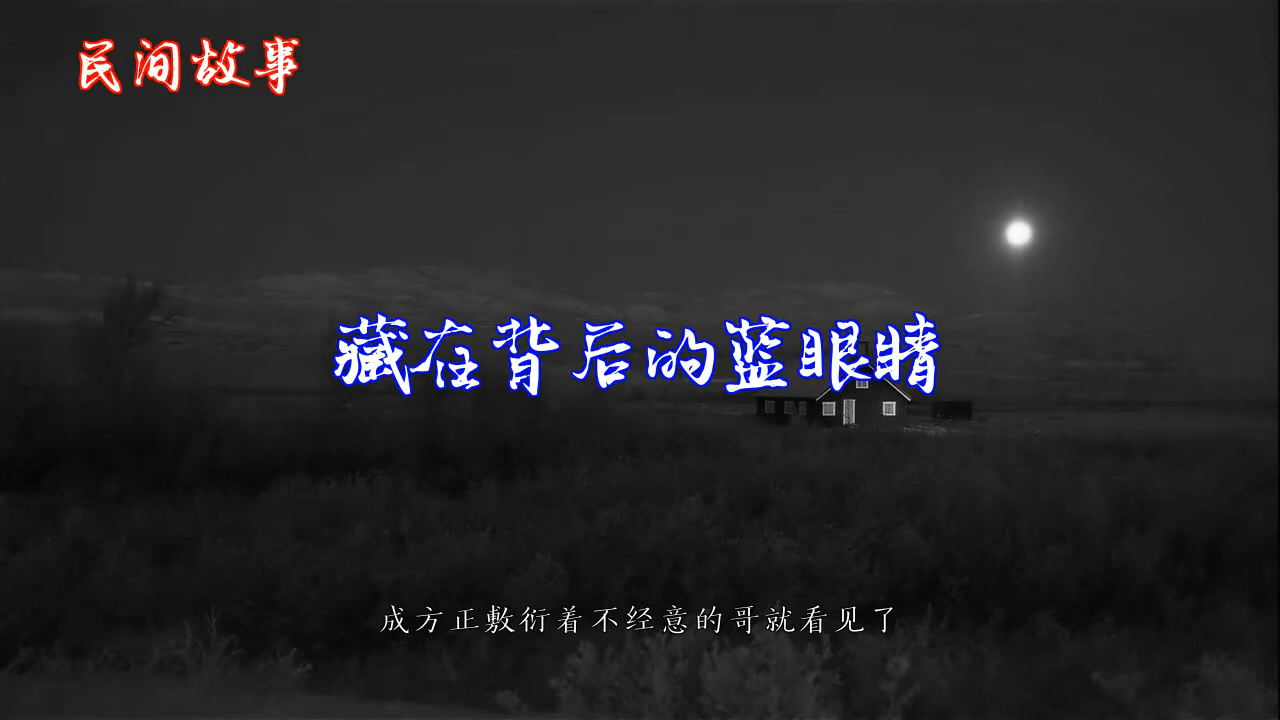 民间故事
藏在背后的蓝眼睛
成方正敷衍着不经意的哥就看见了